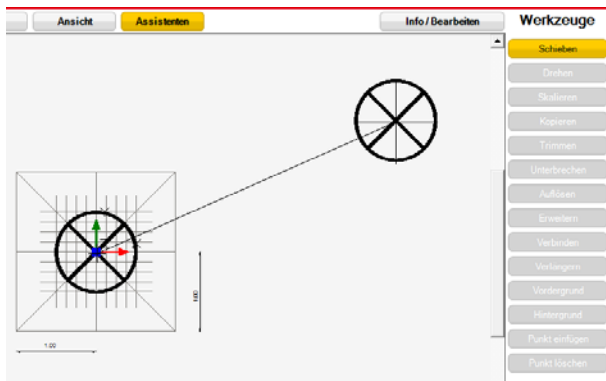 Ansicht
Assistenten
Info / Bearbeiten
Werkzeuge
Schieben
Drehen
Skalieren
Kopieren
Trimmen
Unterbrechen
Auflösen
Erweitern
Verbinden
Verlängern
Vordergrund
Hintergrund
Punkt einfügen
Punkt löschen
1.00
1.00